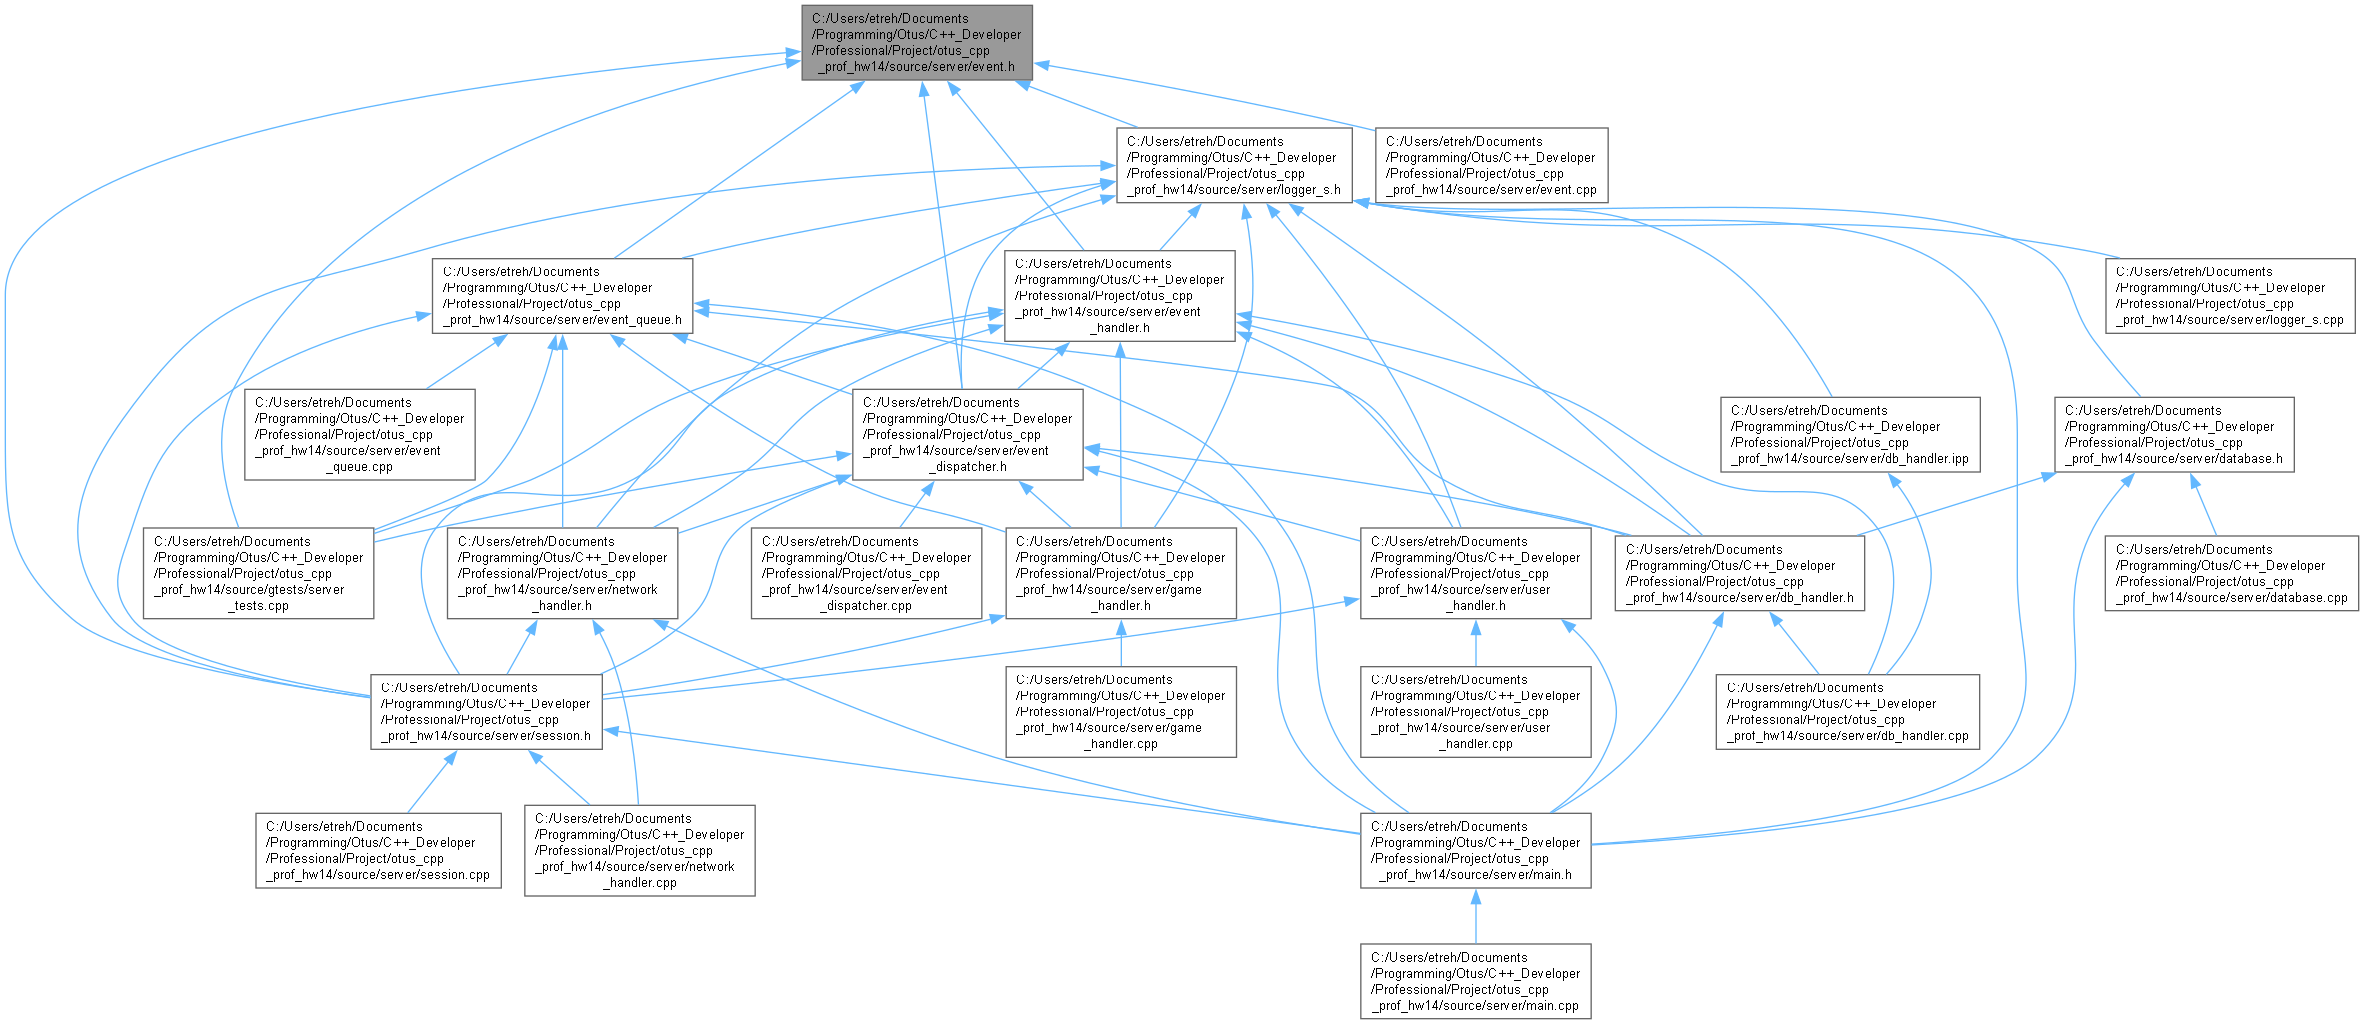 C:/Users/etreh/Documents
/Programming/Otus/C++_Developer
/Professional/Project/otus_cpp
_prof_hw14/source/server/event.h
C:/Users/etreh/Documents
/Programming/Otus/C++_Developer
/Professional/Project/otus_cpp
_prof_hw14/source/server/logger_s.h
C:/Users/etreh/Documents
/Programming/Otus/C++_Developer
/Professional/Project/otus_cpp
_prof_hw14/source/server/event.cpp
C:/Users/etreh/Documents
/Programming/Otus/C++_Developer
/Professional/Project/otus_cpp
_prof_hw14/source/server/event_queue.h
C:/Users/etreh/Documents
/Programming/Otus/C++_Developer
/Professional/Project/otus_cpp
_prof_hw14/source/server/event
_handler.h
C:/Users/etreh/Documents
/Programming/Otus/C++_Developer
/Professional/Project/otus_cpp
_prof_hw14/source/server/logger_s.cpp
C:/Users/etreh/Documents
/Programming/Otus/C++_Developer
/Professional/Project/otus_cpp
_prof_hw14/source/server/event
_queue.cpp
C:/Users/etreh/Documents
/Programming/Otus/C++_Developer
/Professional/Project/otus_cpp
_prof_hw14/source/server/event
_dispatcher.h
C:/Users/etreh/Documents
/Programming/Otus/C++_Developer
/Professional/Project/otus_cpp
_prof_hw14/source/server/db_handler.ipp
C:/Users/etreh/Documents
/Programming/Otus/C++_Developer
/Professional/Project/otus_cpp
_prof_hw14/source/server/database.h
C:/Users/etreh/Documents
/Programming/Otus/C++_Developer
/Professional/Project/otus_cpp
_prof_hw14/source/gtests/server
_tests.cpp
C:/Users/etreh/Documents
/Programming/Otus/C++_Developer
/Professional/Project/otus_cpp
_prof_hw14/source/server/network
_handler.h
C:/Users/etreh/Documents
/Programming/Otus/C++_Developer
/Professional/Project/otus_cpp
_prof_hw14/source/server/event
_dispatcher.cpp
C:/Users/etreh/Documents
/Programming/Otus/C++_Developer
/Professional/Project/otus_cpp
_prof_hw14/source/server/game
_handler.h
C:/Users/etreh/Documents
/Programming/Otus/C++_Developer
/Professional/Project/otus_cpp
_prof_hw14/source/server/user
_handler.h
C:/Users/etreh/Documents
/Programming/Otus/C++_Developer
/Professional/Project/otus_cpp
_prof_hw14/source/server/db_handler.h
C:/Users/etreh/Documents
/Programming/Otus/C++_Developer
/Professional/Project/otus_cpp
_prof_hw14/source/server/database.cpp
C:/Users/etreh/Documents
/Programming/Otus/C++_Developer
/Professional/Project/otus_cpp
_prof_hw14/source/server/session.h
C:/Users/etreh/Documents
/Programming/Otus/C++_Developer
/Professional/Project/otus_cpp
_prof_hw14/source/server/game
_handler.cpp
C:/Users/etreh/Documents
/Programming/Otus/C++_Developer
/Professional/Project/otus_cpp
_prof_hw14/source/server/user
_handler.cpp
C:/Users/etreh/Documents
/Programming/Otus/C++_Developer
/Professional/Project/otus_cpp
_prof_hw14/source/server/db_handler.cpp
C:/Users/etreh/Documents
/Programming/Otus/C++_Developer
/Professional/Project/otus_cpp
_prof_hw14/source/server/session.cpp
C:/Users/etreh/Documents
/Programming/Otus/C++_Developer
/Professional/Project/otus_cpp
_prof_hw14/source/server/network
_handler.cpp
C:/Users/etreh/Documents
/Programming/Otus/C++_Developer
/Professional/Project/otus_cpp
_prof_hw14/source/server/main.h
C:/Users/etreh/Documents
/Programming/Otus/C++_Developer
/Professional/Project/otus_cpp
_prof_hw14/source/server/main.cpp